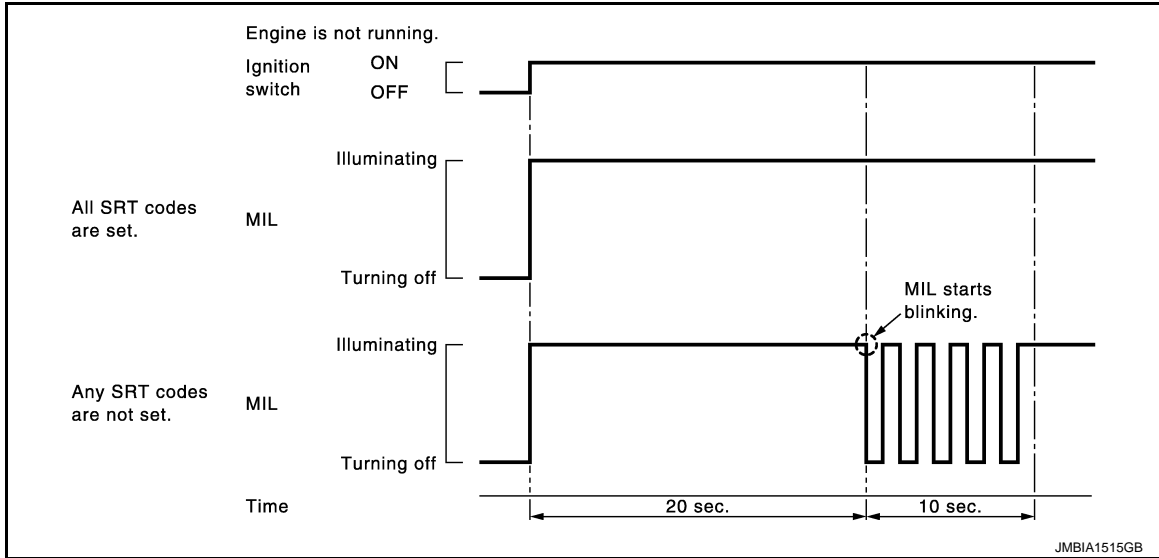 Engine is not running.
Ignition
switch
ON
OFF
Illuminating
All SRT codes
are set.
MIL
Turning off
MIL starts
blinking.
Illuminating
Any SRT codes
are not set.
MIL
Turning off
Time
20 sec.
10 sec.
JMBIA1515GB